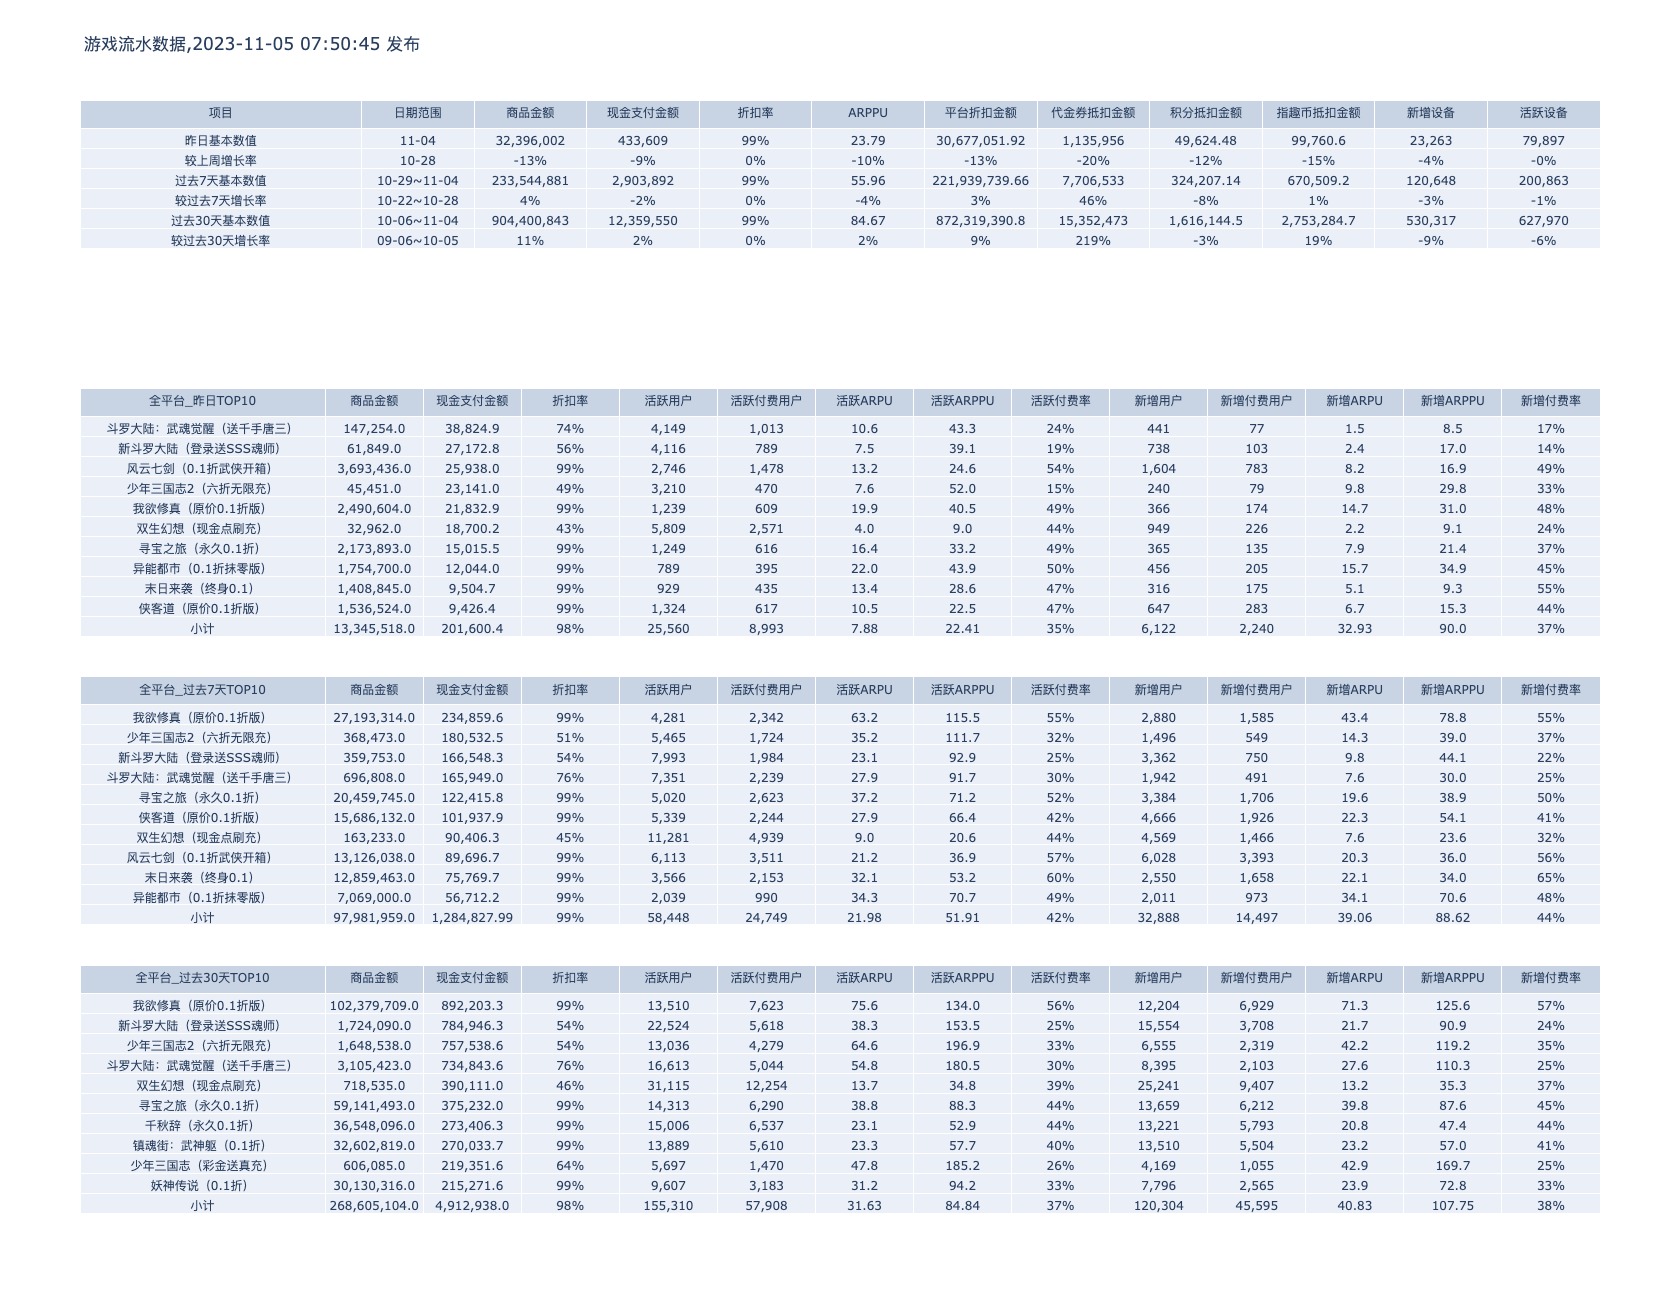 游戏流水数据,2023-11-05 07:50:45 发布
项目 日期范围 商品金额 现金支付金额 折扣率 ARPPU 平台折扣金额 代金券抵扣金额 积分抵扣金额 指趣币抵扣金额 新增设备 活跃设备
昨日基本数值 11-04 32,396,002 433,609 99% 23.79 30,677,051.92 1,135,956 49,624.48 99,760.6 23,263 79,897
较上周增长率 10-28 -13% -9% 0% -10% -13% -20% -12% -15% -4% -0%
过去7天基本数值 10-29~11-04 233,544,881 2,903,892 99% 55.96 221,939,739.66 7,706,533 324,207.14 670,509.2 120,648 200,863
较过去7天增长率 10-22~10-28 4% -2% 0% -4% 3% 46% -8% 1% -3% -1%
过去30天基本数值 10-06~11-04 904,400,843 12,359,550 99% 84.67 872,319,390.8 15,352,473 1,616,144.5 2,753,284.7 530,317 627,970
较过去30天增长率 09-06~10-05 11% 2% 0% 2% 9% 219% -3% 19% -9% -6%
全平台_昨日TOP10 商品金额 现金支付金额 折扣率 活跃用户 活跃付费用户 活跃ARPU 活跃ARPPU 活跃付费率 新增用户 新增付费用户 新增ARPU 新增ARPPU 新增付费率
斗罗大陆：武魂觉醒（送千手唐三） 147,254.0 38,824.9 74% 4,149 1,013 10.6 43.3 24% 441 77 1.5 8.5 17%
新斗罗大陆（登录送SSS魂师） 61,849.0 27,172.8 56% 4,116 789 7.5 39.1 19% 738 103 2.4 17.0 14%
风云七剑（0.1折武侠开箱） 3,693,436.0 25,938.0 99% 2,746 1,478 13.2 24.6 54% 1,604 783 8.2 16.9 49%
少年三国志2（六折无限充） 45,451.0 23,141.0 49% 3,210 470 7.6 52.0 15% 240 79 9.8 29.8 33%
我欲修真（原价0.1折版） 2,490,604.0 21,832.9 99% 1,239 609 19.9 40.5 49% 366 174 14.7 31.0 48%
双生幻想（现金点刷充） 32,962.0 18,700.2 43% 5,809 2,571 4.0 9.0 44% 949 226 2.2 9.1 24%
寻宝之旅（永久0.1折） 2,173,893.0 15,015.5 99% 1,249 616 16.4 33.2 49% 365 135 7.9 21.4 37%
异能都市（0.1折抹零版） 1,754,700.0 12,044.0 99% 789 395 22.0 43.9 50% 456 205 15.7 34.9 45%
末日来袭（终身0.1） 1,408,845.0 9,504.7 99% 929 435 13.4 28.6 47% 316 175 5.1 9.3 55%
侠客道（原价0.1折版） 1,536,524.0 9,426.4 99% 1,324 617 10.5 22.5 47% 647 283 6.7 15.3 44%
小计 13,345,518.0 201,600.4 98% 25,560 8,993 7.88 22.41 35% 6,122 2,240 32.93 90.0 37%
全平台_过去7天TOP10 商品金额 现金支付金额 折扣率 活跃用户 活跃付费用户 活跃ARPU 活跃ARPPU 活跃付费率 新增用户 新增付费用户 新增ARPU 新增ARPPU 新增付费率
我欲修真（原价0.1折版） 27,193,314.0 234,859.6 99% 4,281 2,342 63.2 115.5 55% 2,880 1,585 43.4 78.8 55%
少年三国志2（六折无限充） 368,473.0 180,532.5 51% 5,465 1,724 35.2 111.7 32% 1,496 549 14.3 39.0 37%
新斗罗大陆（登录送SSS魂师） 359,753.0 166,548.3 54% 7,993 1,984 23.1 92.9 25% 3,362 750 9.8 44.1 22%
斗罗大陆：武魂觉醒（送千手唐三） 696,808.0 165,949.0 76% 7,351 2,239 27.9 91.7 30% 1,942 491 7.6 30.0 25%
寻宝之旅（永久0.1折） 20,459,745.0 122,415.8 99% 5,020 2,623 37.2 71.2 52% 3,384 1,706 19.6 38.9 50%
侠客道（原价0.1折版） 15,686,132.0 101,937.9 99% 5,339 2,244 27.9 66.4 42% 4,666 1,926 22.3 54.1 41%
双生幻想（现金点刷充） 163,233.0 90,406.3 45% 11,281 4,939 9.0 20.6 44% 4,569 1,466 7.6 23.6 32%
风云七剑（0.1折武侠开箱） 13,126,038.0 89,696.7 99% 6,113 3,511 21.2 36.9 57% 6,028 3,393 20.3 36.0 56%
末日来袭（终身0.1） 12,859,463.0 75,769.7 99% 3,566 2,153 32.1 53.2 60% 2,550 1,658 22.1 34.0 65%
异能都市（0.1折抹零版） 7,069,000.0 56,712.2 99% 2,039 990 34.3 70.7 49% 2,011 973 34.1 70.6 48%
小计 97,981,959.0 1,284,827.99 99% 58,448 24,749 21.98 51.91 42% 32,888 14,497 39.06 88.62 44%
全平台_过去30天TOP10 商品金额 现金支付金额 折扣率 活跃用户 活跃付费用户 活跃ARPU 活跃ARPPU 活跃付费率 新增用户 新增付费用户 新增ARPU 新增ARPPU 新增付费率
我欲修真（原价0.1折版） 102,379,709.0 892,203.3 99% 13,510 7,623 75.6 134.0 56% 12,204 6,929 71.3 125.6 57%
新斗罗大陆（登录送SSS魂师） 1,724,090.0 784,946.3 54% 22,524 5,618 38.3 153.5 25% 15,554 3,708 21.7 90.9 24%
少年三国志2（六折无限充） 1,648,538.0 757,538.6 54% 13,036 4,279 64.6 196.9 33% 6,555 2,319 42.2 119.2 35%
斗罗大陆：武魂觉醒（送千手唐三） 3,105,423.0 734,843.6 76% 16,613 5,044 54.8 180.5 30% 8,395 2,103 27.6 110.3 25%
双生幻想（现金点刷充） 718,535.0 390,111.0 46% 31,115 12,254 13.7 34.8 39% 25,241 9,407 13.2 35.3 37%
寻宝之旅（永久0.1折） 59,141,493.0 375,232.0 99% 14,313 6,290 38.8 88.3 44% 13,659 6,212 39.8 87.6 45%
千秋辞（永久0.1折） 36,548,096.0 273,406.3 99% 15,006 6,537 23.1 52.9 44% 13,221 5,793 20.8 47.4 44%
镇魂街：武神躯（0.1折） 32,602,819.0 270,033.7 99% 13,889 5,610 23.3 57.7 40% 13,510 5,504 23.2 57.0 41%
少年三国志（彩金送真充） 606,085.0 219,351.6 64% 5,697 1,470 47.8 185.2 26% 4,169 1,055 42.9 169.7 25%
妖神传说（0.1折） 30,130,316.0 215,271.6 99% 9,607 3,183 31.2 94.2 33% 7,796 2,565 23.9 72.8 33%
小计 268,605,104.0 4,912,938.0 98% 155,310 57,908 31.63 84.84 37% 120,304 45,595 40.83 107.75 38%